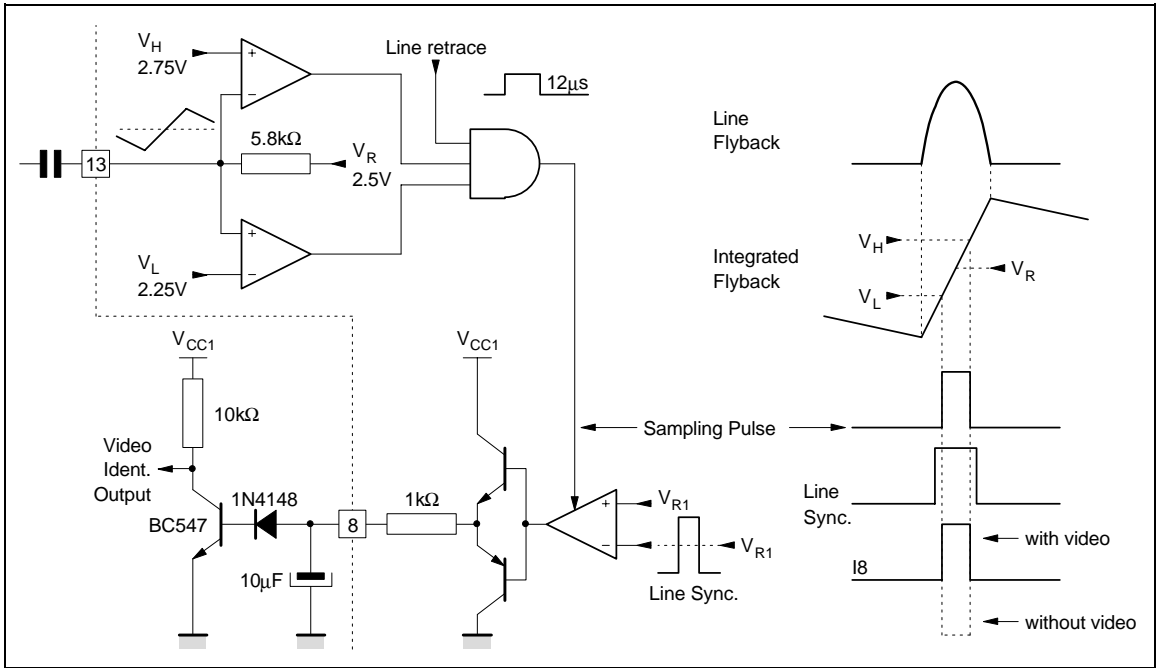 V_H
2.75V
Line retrace
12µs
5.8kΩ
V_R
2.5V
13
V_L
2.25V
Line
Flyback
V_H
Integrated
Flyback
V_R
V_L
V_CC1
10kΩ
Video
Ident.
Output
1N4148
BC547
10µF
8
1kΩ
V_CC1
Sampling Pulse
+
−
+
−
+
−
V_R1
V_R1
Line Sync.
Line
Sync.
with video
I8
without video